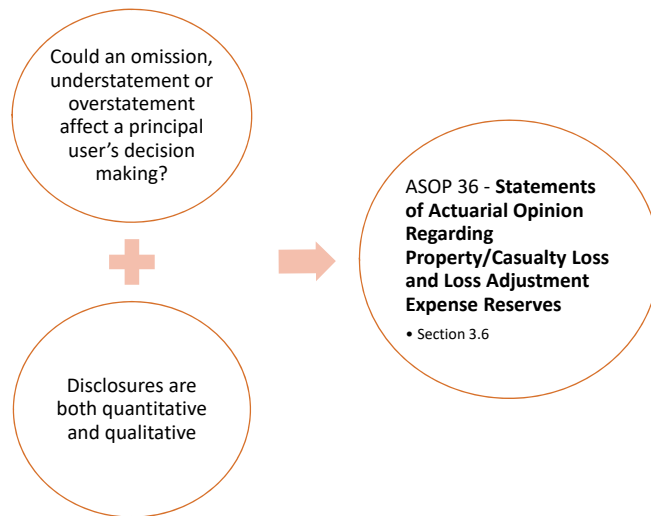 Could an omission,
understatement or
overstatement
affect a principal
user's decision
making?
Disclosures are
both quantitative
and qualitative
ASOP 36 - Statements
of Actuarial Opinion
Regarding
Property/Casualty Loss
and Loss Adjustment
Expense Reserves
• Section 3.6